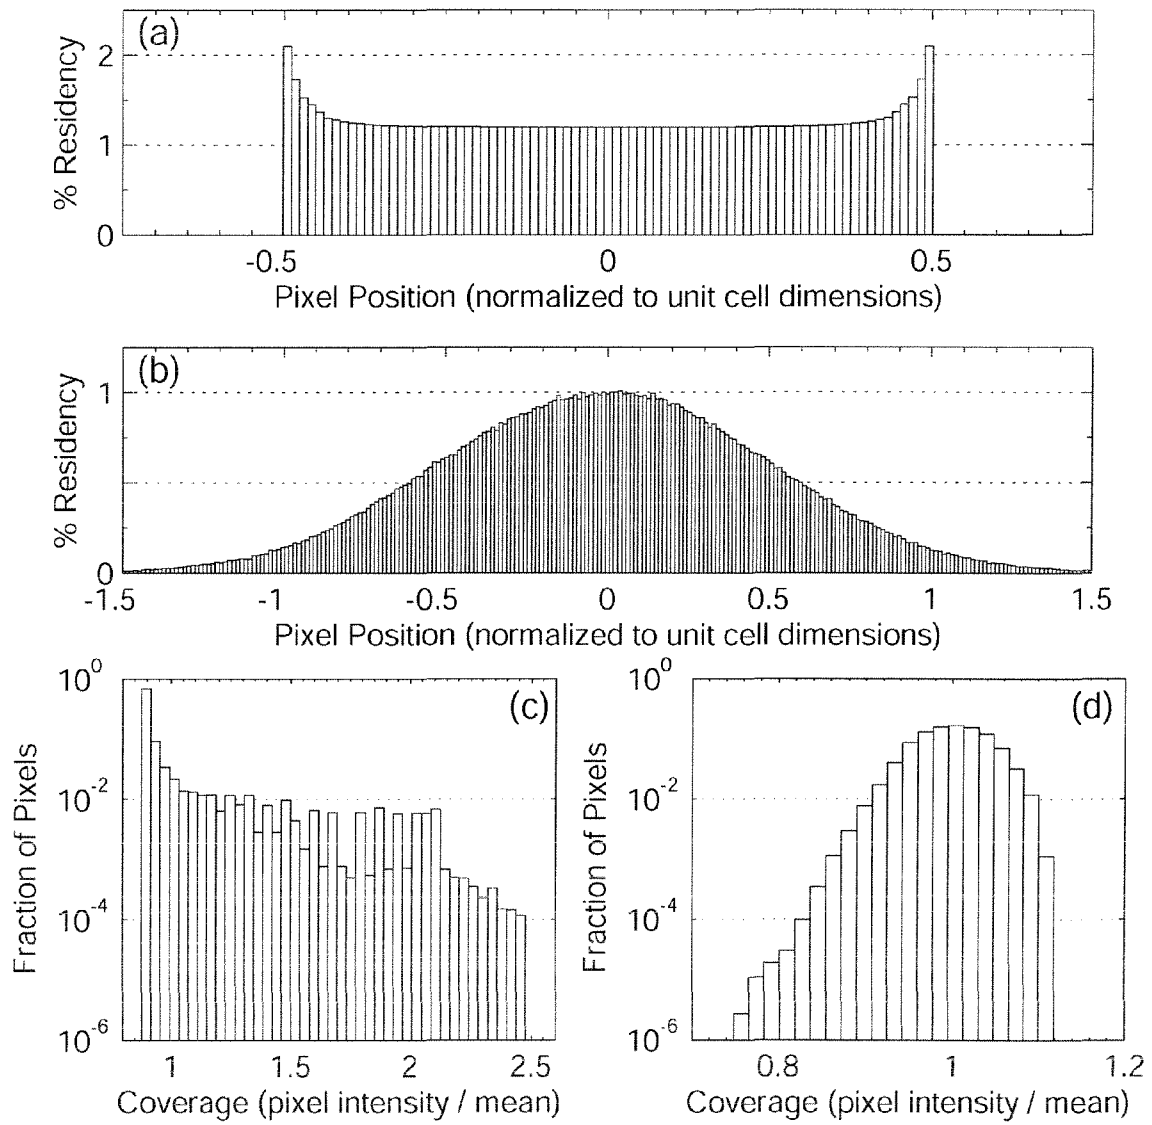 (a)
% Residency
2
1
0
-0.5
0
0.5
Pixel Position (normalized to unit cell dimensions)
(b)
% Residency
1
0
-1.5
-1
-0.5
0
0.5
1
1.5
Pixel Position (normalized to unit cell dimensions)
(c)
Fraction of Pixels
10^0
10^-2
10^-4
10^-6
1
1.5
2
2.5
Coverage (pixel intensity / mean)
(d)
Fraction of Pixels
10^0
10^-2
10^-4
10^-6
0.8
1
1.2
Coverage (pixel intensity / mean)